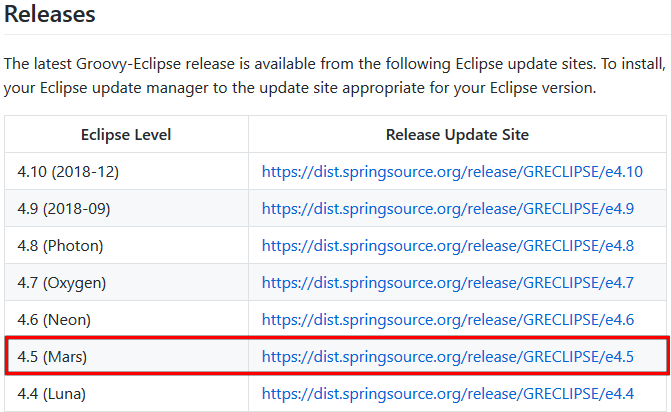 Releases
The latest Groovy-Eclipse release is available from the following Eclipse update sites. To install,
your Eclipse update manager to the update site appropriate for your Eclipse version.
Eclipse Level Release Update Site
4.10 (2018-12) https://dist.springsource.org/release/GRECLIPSE/e4.10
4.9 (2018-09) https://dist.springsource.org/release/GRECLIPSE/e4.9
4.8 (Photon) https://dist.springsource.org/release/GRECLIPSE/e4.8
4.7 (Oxygen) https://dist.springsource.org/release/GRECLIPSE/e4.7
4.6 (Neon) https://dist.springsource.org/release/GRECLIPSE/e4.6
4.5 (Mars) https://dist.springsource.org/release/GRECLIPSE/e4.5
4.4 (Luna) https://dist.springsource.org/release/GRECLIPSE/e4.4